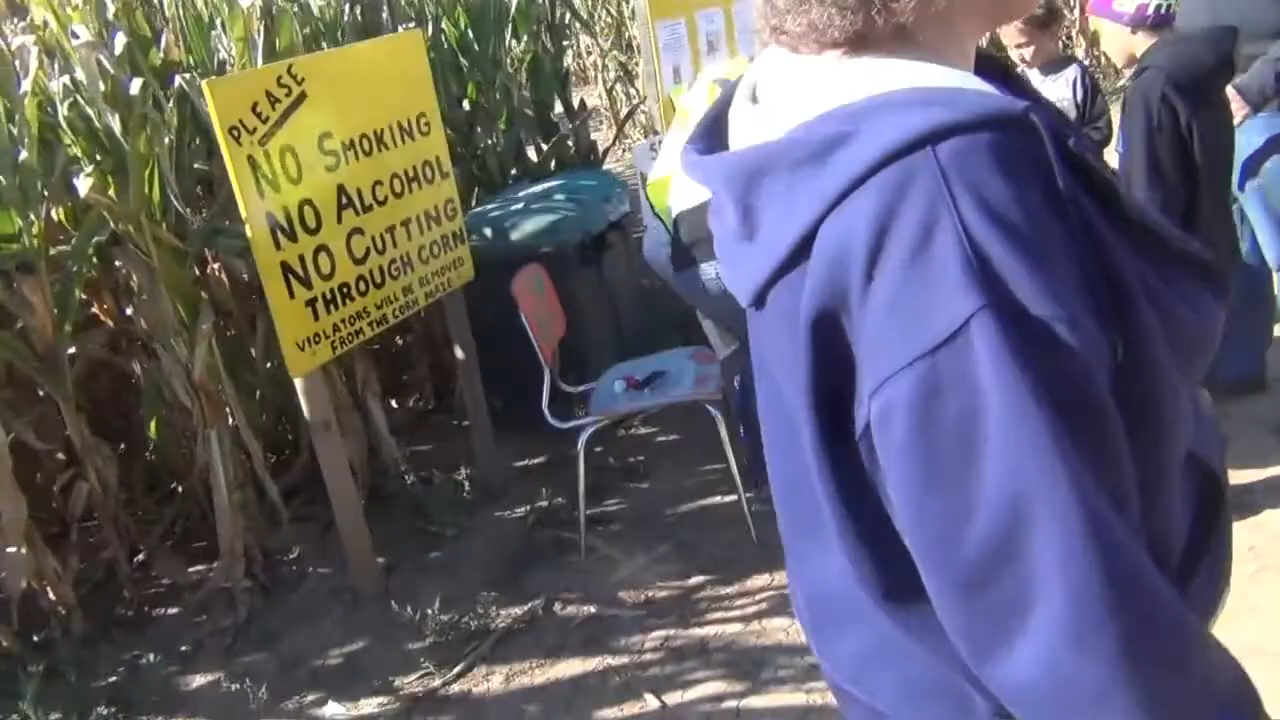 PLEASE
NO SMOKING
NO ALCOHOL
NO CUTTING
THROUGH CORN
VIOLATORS WILL BE REMOVED
FROM THE CORN MAZE